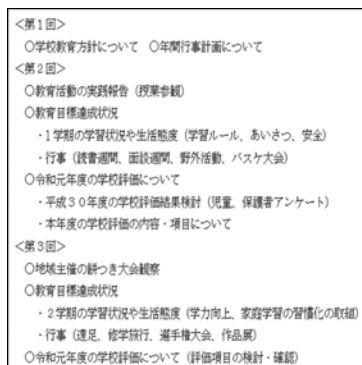 ＜第１回＞
○学校教育方針について　○年間行事計画について
＜第２回＞
○教育活動の実践報告（授業参観）
○教育目標達成状況
・１学期の学習状況や生活態度（学習ルール、あいさつ、安全）
・行事（読書週間、面談週間、野外活動、バスケ大会）
○令和元年度の学校評価について
・平成３０年度の学校評価結果検討（児童、保護者アンケート）
・本年度の学校評価の内容・項目について
＜第３回＞
○地域主催の餅つき大会観察
○教育目標達成状況
・２学期の学習状況や生活態度（学力向上、家庭学習の習慣化の取組）
・行事（遠足、修学旅行、選手権大会、作品展）
○令和元年度の学校評価について（評価項目の検討・確認）